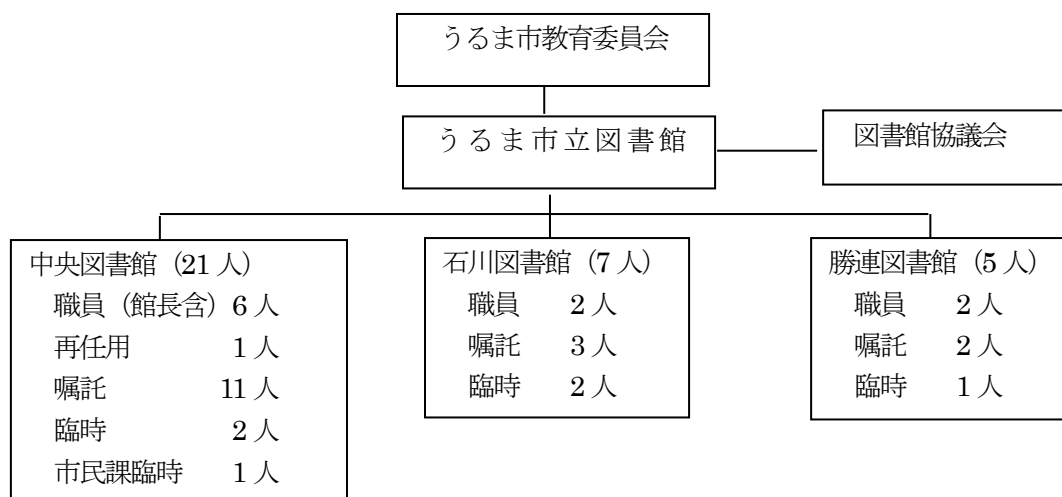 うるま市教育委員会
うるま市立図書館
図書館協議会
中央図書館（21人）
職員（館長含）6人
再任用 1人
嘱託 11人
臨時 2人
市民課臨時 1人
石川図書館（7人）
職員 2人
嘱託 3人
臨時 2人
勝連図書館（5人）
職員 2人
嘱託 2人
臨時 1人